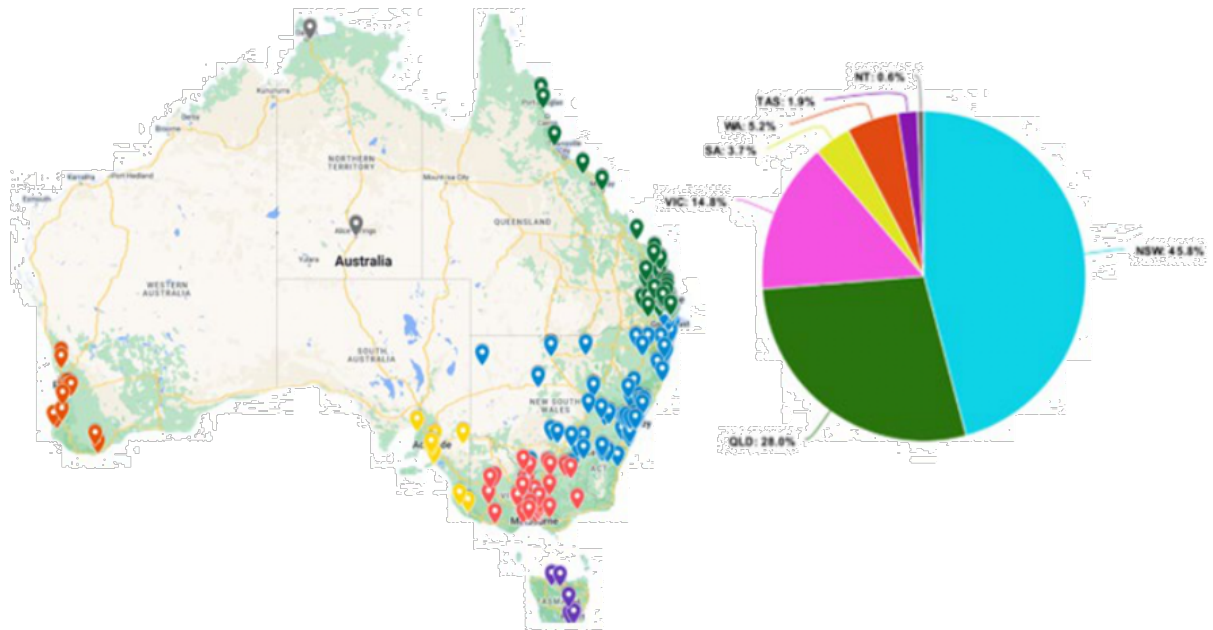 Kununurra
Derby
Broome
Karratha
Port Hedland
Exmouth
NORTHERN
TERRITORY
Mount Isa City
QUEENSLAND
Yulara
Australia
WESTERN
AUSTRALIA
SOUTH
AUSTRALIA
NEW SOUTH
WALES
ACT
NT: 0.6%
TAS: 1.9%
WA: 5.2%
SA: 3.7%
VIC: 14.8%
NSW: 45.8%
QLD: 28.0%